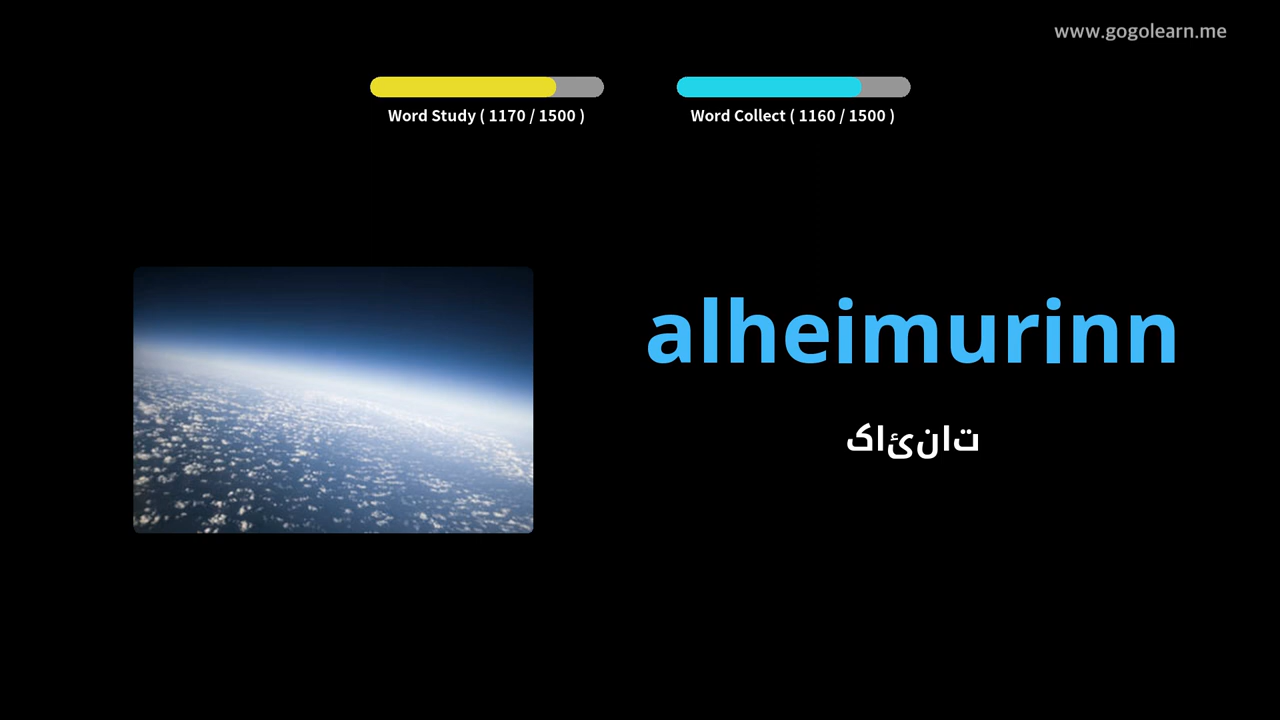 www.gogolearn.me
Word Study ( 1170 / 1500 )
Word Collect ( 1160 / 1500 )
alheimurinn
کائنات